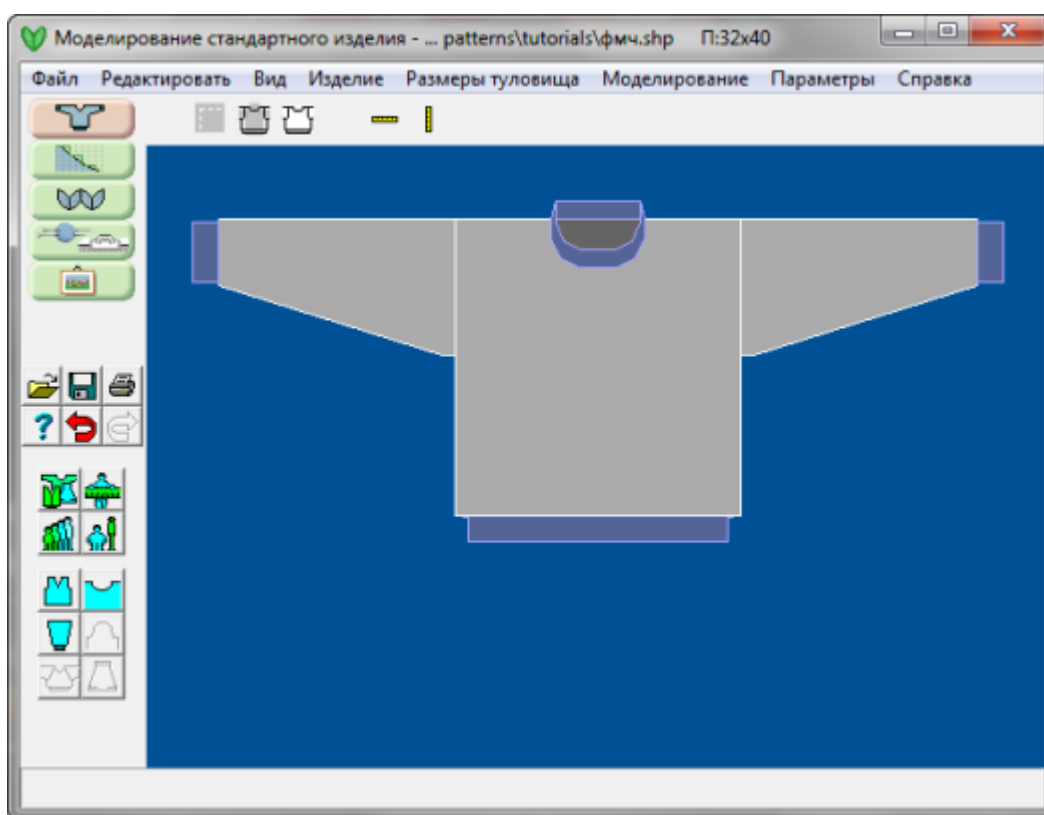 Моделирование стандартного изделия - ... patterns\tutorials\фмч.shp П:32x40
Файл Редактировать Вид Изделие Размеры туловища Моделирование Параметры Справка